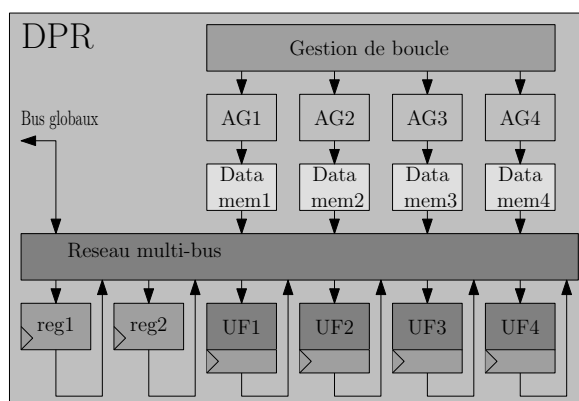 DPR
Gestion de boucle
Bus globaux
AG1 AG2 AG3 AG4
Data Data Data Data
mem1 mem2 mem3 mem4
Reseau multi-bus
reg1 reg2 UF1 UF2 UF3 UF4